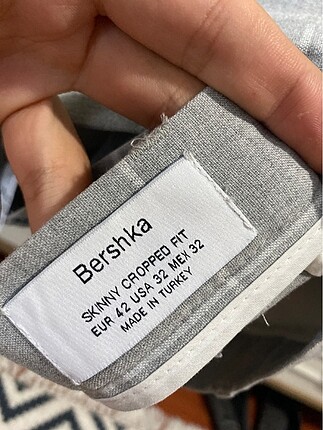 Bershka
SKINNY CROPPED FIT
EUR 42 USA 32 MEX 32
MADE IN TURKEY